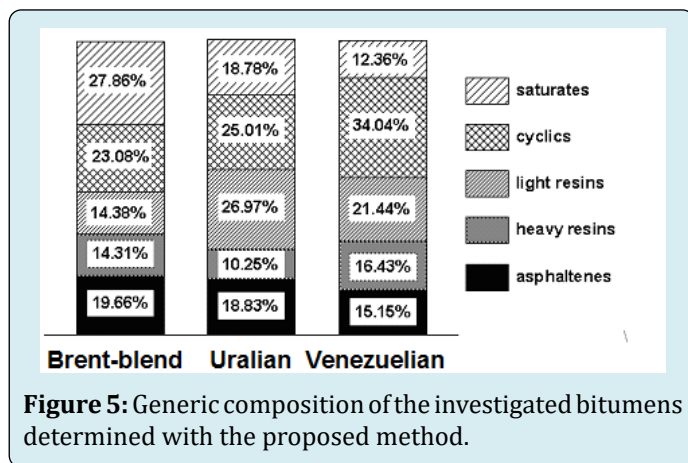 27.86% 18.78% 12.36%
saturates
23.08% 25.01% 34.04%
cyclics
14.38% 26.97% 21.44%
light resins
14.31% 10.25% 16.43%
heavy resins
19.66% 18.83% 15.15%
asphaltenes
Brent-blend Uralian Venezuelian
\
Figure 5: Generic composition of the investigated bitumens
determined with the proposed method.